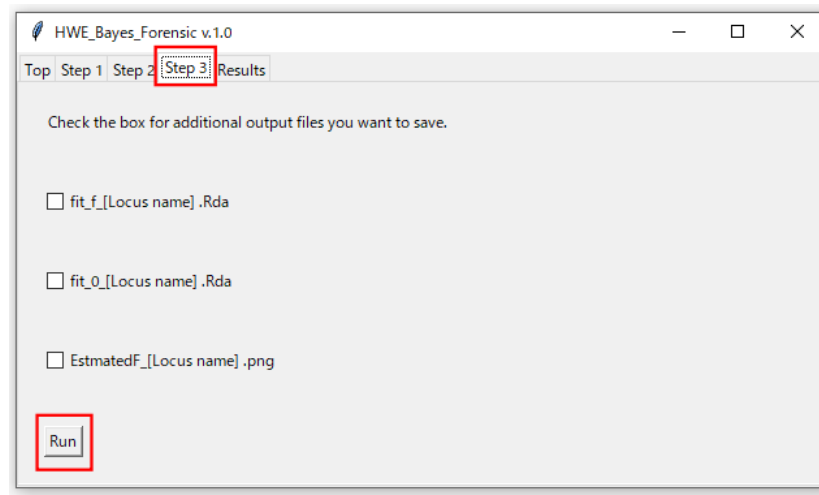 HWE_Bayes_Forensic v.1.0
Top Step 1 Step 2 Step 3 Results
Check the box for additional output files you want to save.
fit_f_[Locus name] .Rda
fit_0_[Locus name] .Rda
EstmatedF_[Locus name] .png
Run